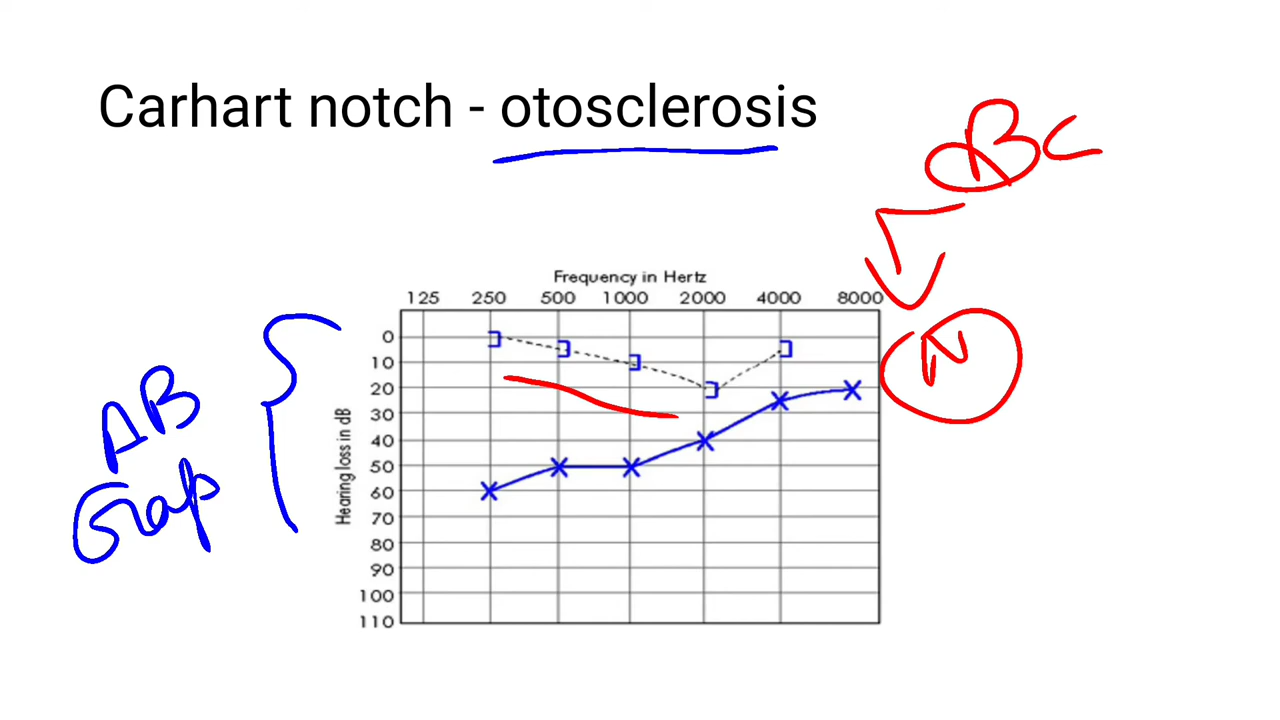 Carhart notch - otosclerosis
BC
N
AB
Gap
Frequency in Hertz
125 250 500 1000 2000 4000 8000
Hearing loss in dB
0
10
20
30
40
50
60
70
80
90
100
110